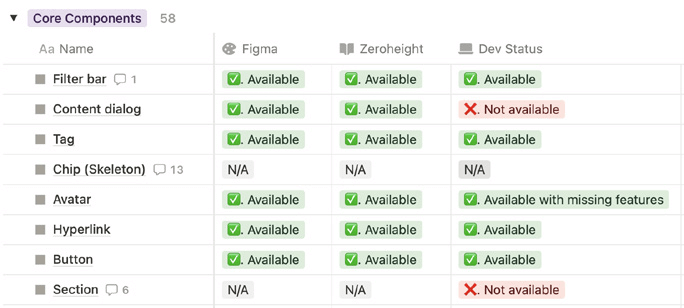 Core Components 58
Aa Name Figma Zeroheight Dev Status
Filter bar 1 ✅. Available ✅. Available ✅. Available
Content dialog ✅. Available ✅. Available ❌. Not available
Tag ✅. Available ✅. Available ✅. Available
Chip (Skeleton) 13 N/A N/A N/A
Avatar ✅. Available ✅. Available ✅. Available with missing features
Hyperlink ✅. Available ✅. Available ✅. Available
Button ✅. Available ✅. Available ✅. Available
Section 6 N/A N/A ❌. Not available